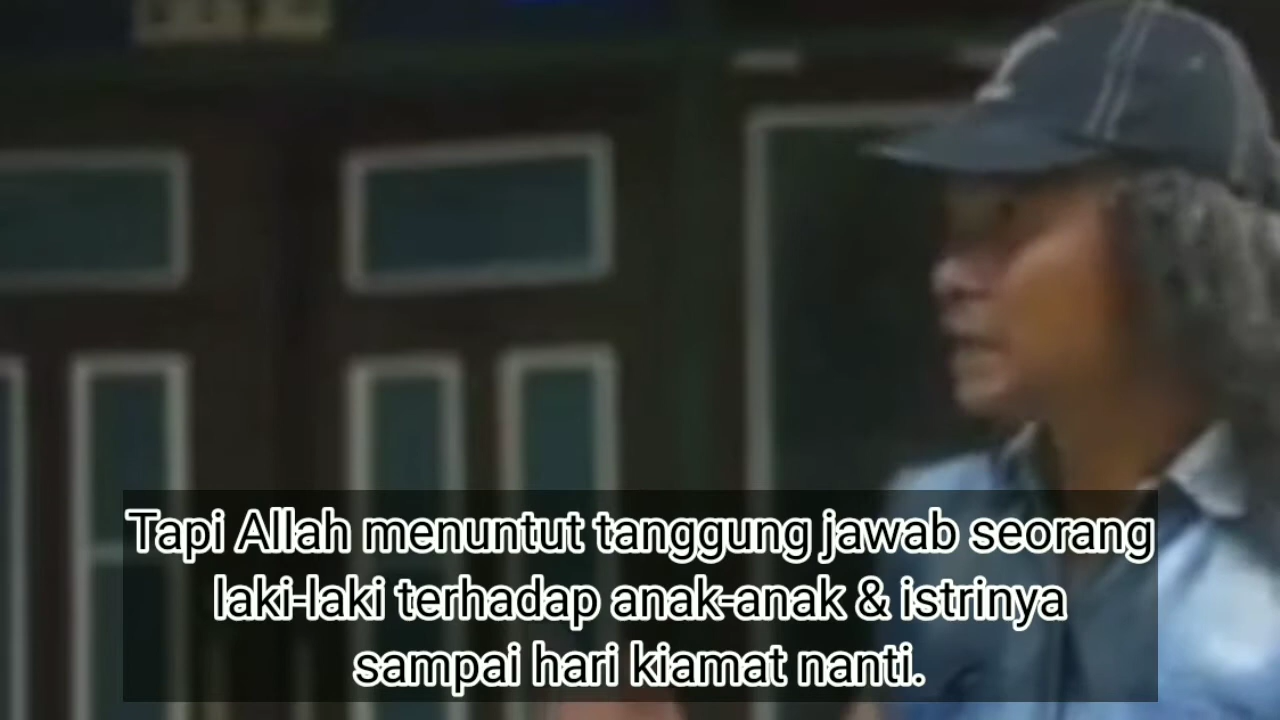 Tapi Allah menuntut tanggung jawab seorang
laki-laki terhadap anak-anak & istrinya
sampai hari kiamat nanti.